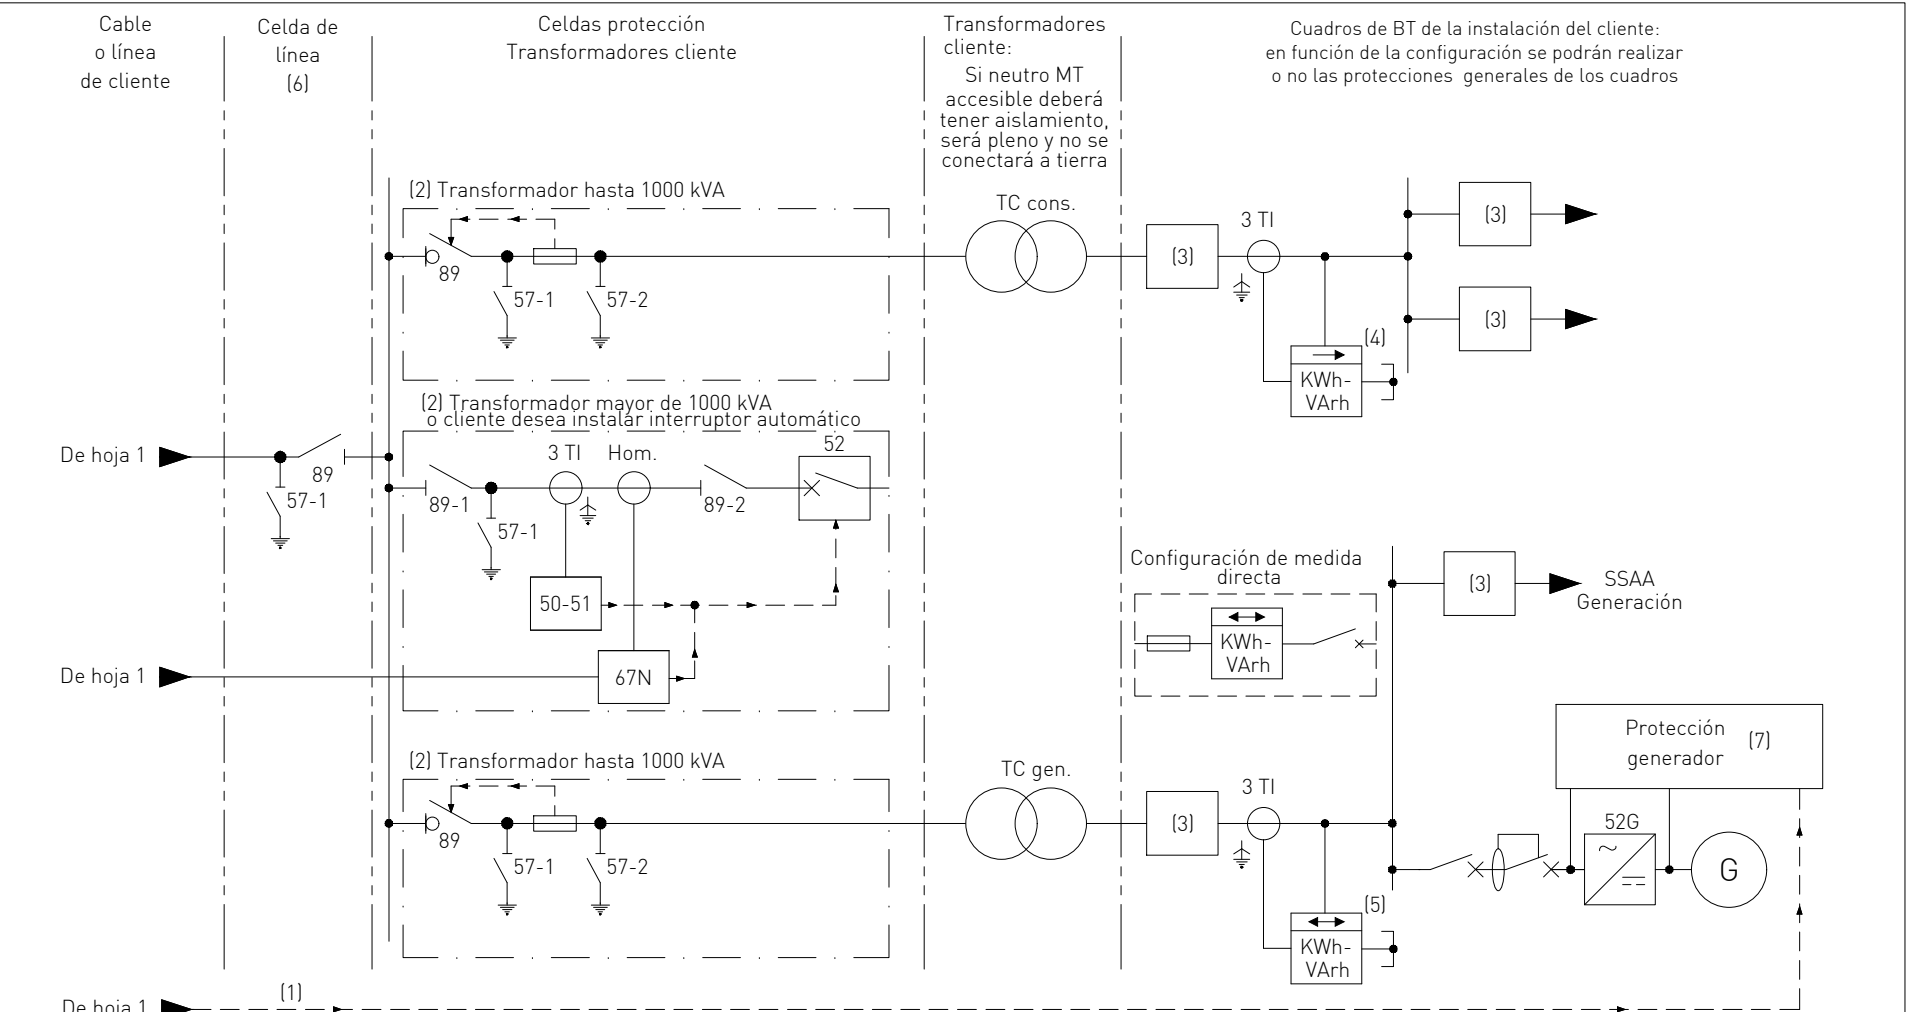 Cable
o línea
de cliente
Celda de
línea
(6)
Celdas protección
Transformadores cliente
Transformadores
cliente:
Si neutro MT
accesible deberá
tener aislamiento,
será pleno y no se
conectará a tierra
Cuadros de BT de la instalación del cliente:
en función de la configuración se podrán realizar
o no las protecciones generales de los cuadros
(2) Transformador hasta 1000 kVA
89
57-1
57-2
TC cons.
(3)
3 TI
(3)
(3)
(4)
KWh-
VArh
(2) Transformador mayor de 1000 kVA
o cliente desea instalar interruptor automático
De hoja 1
89
57-1
89-1
57-1
3 TI
Hom.
89-2
52
50-51
67N
De hoja 1
Configuración de medida
directa
KWh-
VArh
(3)
SSAA
Generación
(2) Transformador hasta 1000 kVA
89
57-1
57-2
TC gen.
(3)
3 TI
(5)
KWh-
VArh
Protección
generador
(7)
52G
G
De hoja 1
(1)